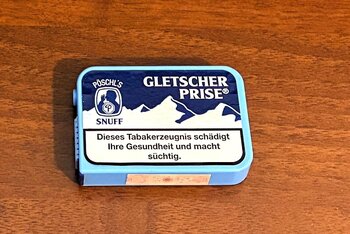 PÖSCHL'S
SNUFF
GLETSCHER
PRISE®
Dieses Tabakerzeugnis schädigt
Ihre Gesundheit und macht
süchtig.